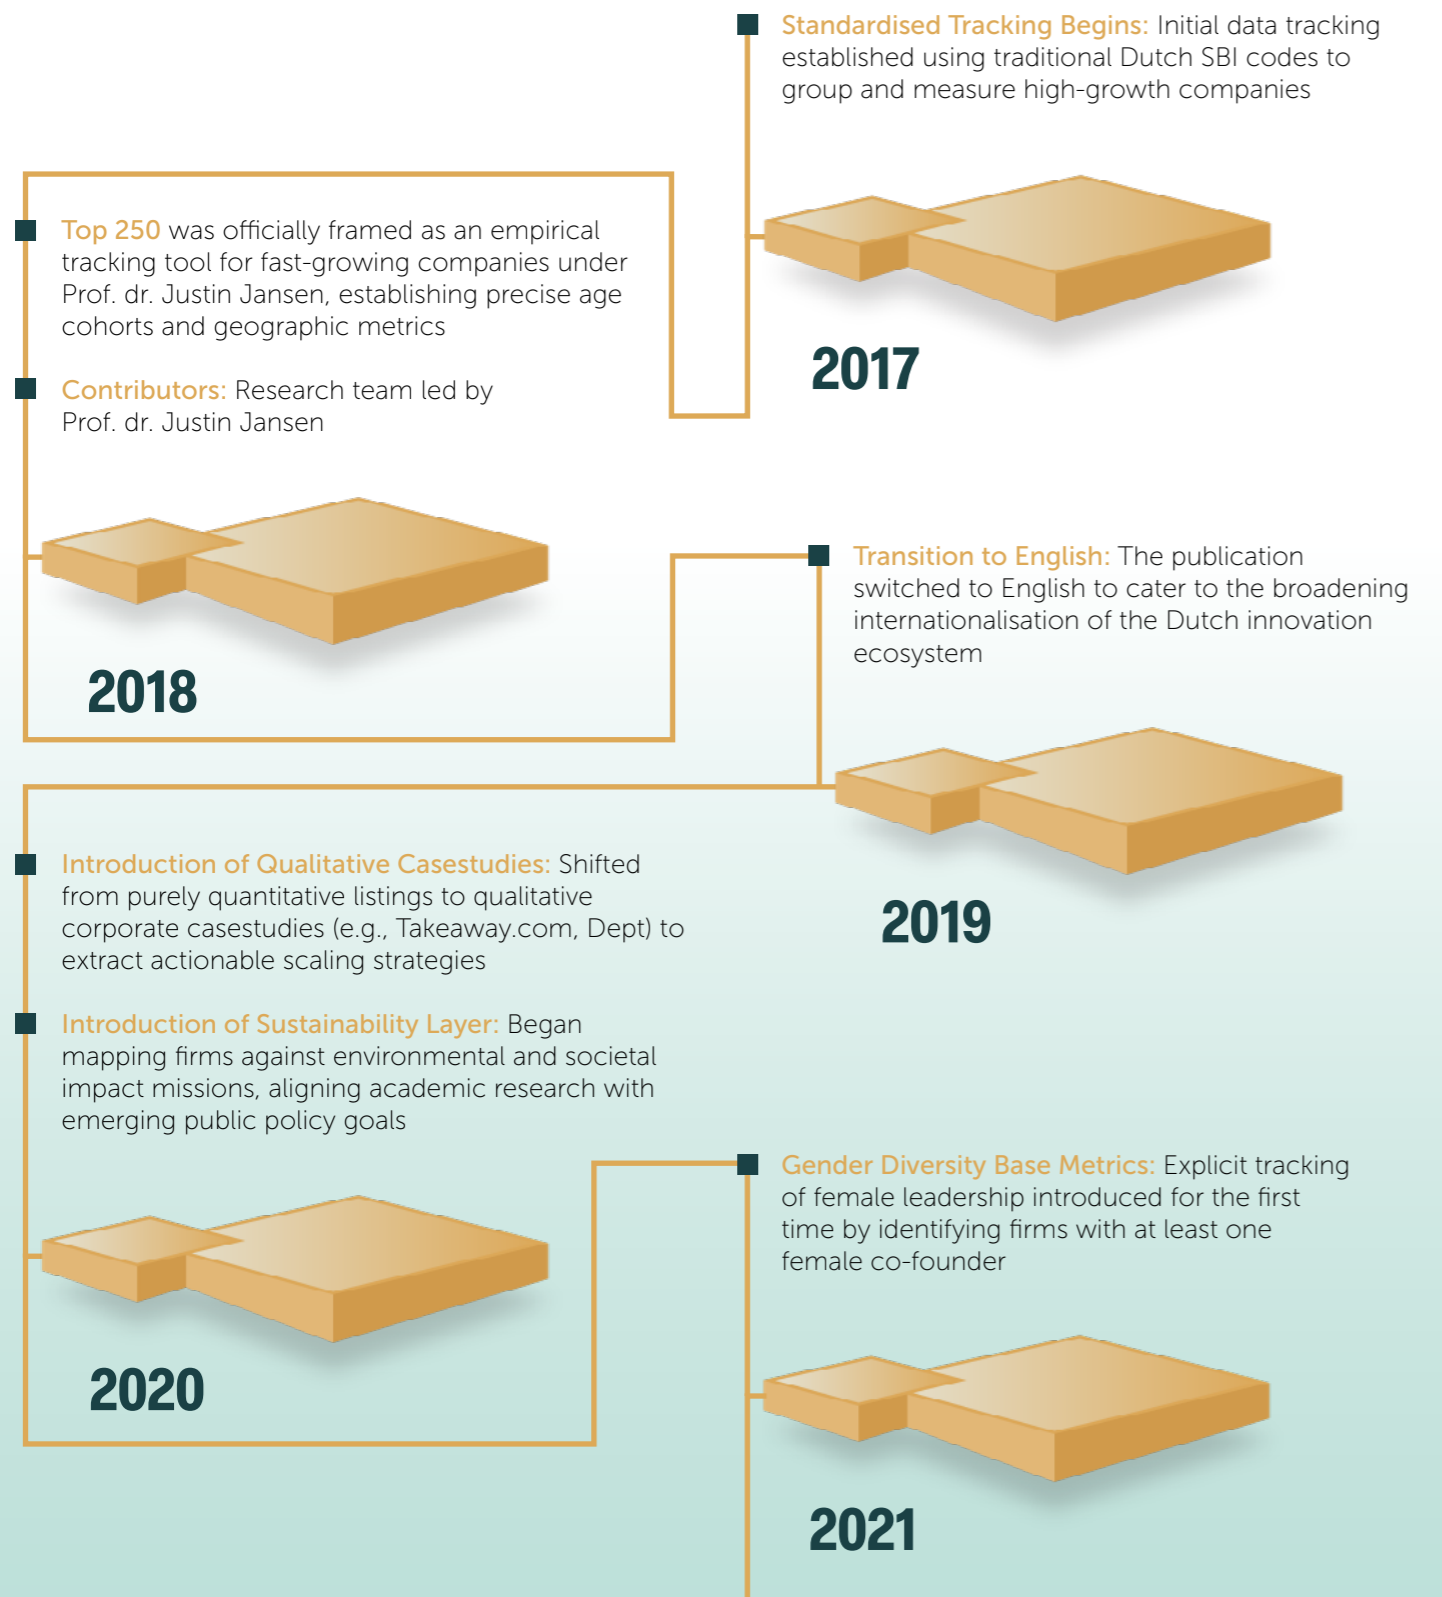 Standardised Tracking Begins: Initial data tracking
established using traditional Dutch SBI codes to
group and measure high-growth companies
2017
Top 250 was officially framed as an empirical
tracking tool for fast-growing companies under
Prof. dr. Justin Jansen, establishing precise age
cohorts and geographic metrics
Contributors: Research team led by
Prof. dr. Justin Jansen
2018
Transition to English: The publication
switched to English to cater to the broadening
internationalisation of the Dutch innovation
ecosystem
2019
Introduction of Qualitative Casestudies: Shifted
from purely quantitative listings to qualitative
corporate casestudies (e.g., Takeaway.com, Dept) to
extract actionable scaling strategies
Introduction of Sustainability Layer: Began
mapping firms against environmental and societal
impact missions, aligning academic research with
emerging public policy goals
2020
Gender Diversity Base Metrics: Explicit tracking
of female leadership introduced for the first
time by identifying firms with at least one
female co-founder
2021